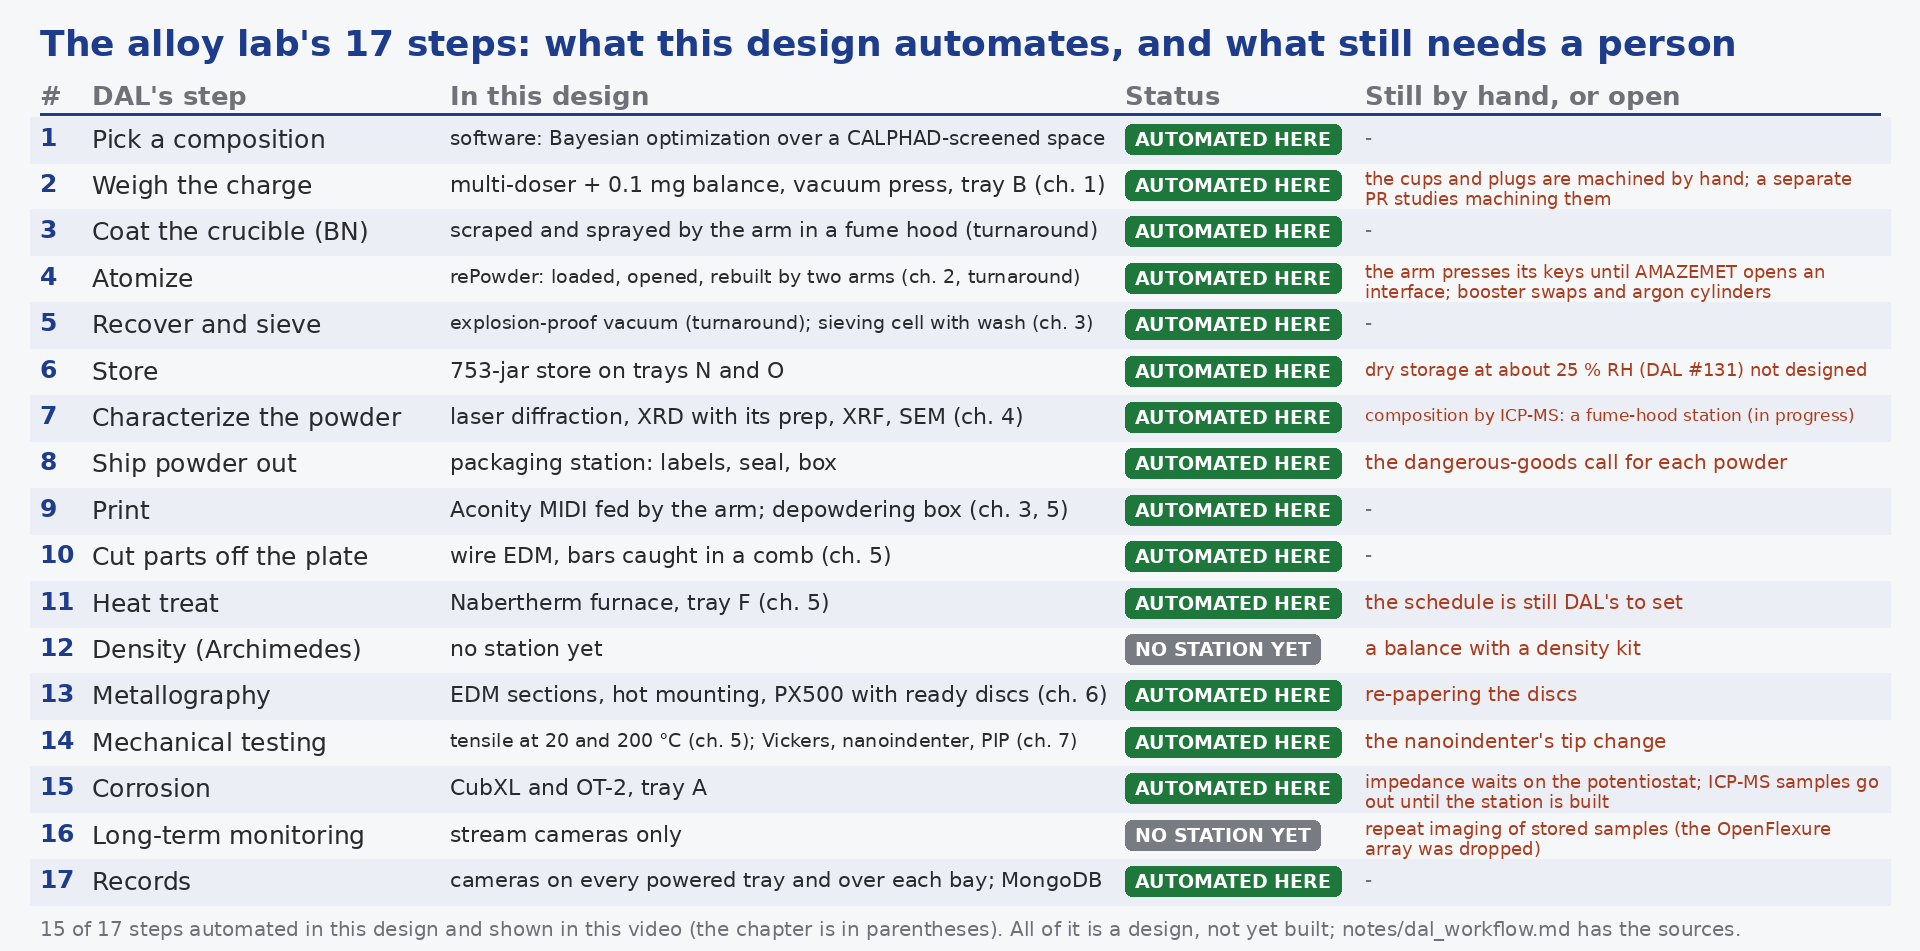 The alloy lab's 17 steps: what this design automates, and what still needs a person
# DAL's step In this design Status Still by hand, or open
1 Pick a composition software: Bayesian optimization over a CALPHAD-screened space AUTOMATED HERE -
2 Weigh the charge multi-doser + 0.1 mg balance, vacuum press, tray B (ch. 1) AUTOMATED HERE the cups and plugs are machined by hand; a separate
PR studies machining them
3 Coat the crucible (BN) scraped and sprayed by the arm in a fume hood (turnaround) AUTOMATED HERE -
4 Atomize rePowder: loaded, opened, rebuilt by two arms (ch. 2, turnaround) AUTOMATED HERE the arm presses its keys until AMAZEMET opens an
interface; booster swaps and argon cylinders
5 Recover and sieve explosion-proof vacuum (turnaround); sieving cell with wash (ch. 3) AUTOMATED HERE -
6 Store 753-jar store on trays N and O AUTOMATED HERE dry storage at about 25 % RH (DAL #131) not designed
7 Characterize the powder laser diffraction, XRD with its prep, XRF, SEM (ch. 4) AUTOMATED HERE composition by ICP-MS: a fume-hood station (in progress)
8 Ship powder out packaging station: labels, seal, box AUTOMATED HERE the dangerous-goods call for each powder
9 Print Aconity MIDI fed by the arm; depowdering box (ch. 3, 5) AUTOMATED HERE -
10 Cut parts off the plate wire EDM, bars caught in a comb (ch. 5) AUTOMATED HERE -
11 Heat treat Nabertherm furnace, tray F (ch. 5) AUTOMATED HERE the schedule is still DAL's to set
12 Density (Archimedes) no station yet NO STATION YET a balance with a density kit
13 Metallography EDM sections, hot mounting, PX500 with ready discs (ch. 6) AUTOMATED HERE re-papering the discs
14 Mechanical testing tensile at 20 and 200 °C (ch. 5); Vickers, nanoindenter, PIP (ch. 7) AUTOMATED HERE the nanoindenter's tip change
15 Corrosion CubXL and OT-2, tray A AUTOMATED HERE impedance waits on the potentiostat; ICP-MS samples go
out until the station is built
16 Long-term monitoring stream cameras only NO STATION YET repeat imaging of stored samples (the OpenFlexure
array was dropped)
17 Records cameras on every powered tray and over each bay; MongoDB AUTOMATED HERE -
15 of 17 steps automated in this design and shown in this video (the chapter is in parentheses). All of it is a design, not yet built; notes/dal_workflow.md has the sources.